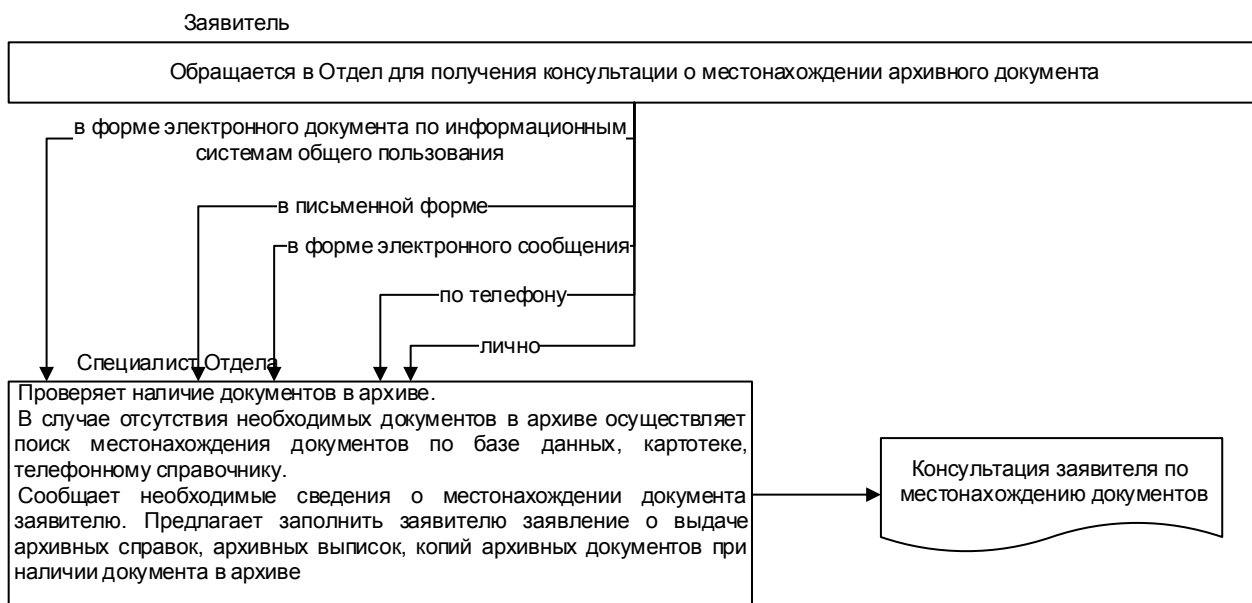 Заявитель
Обращается в Отдел для получения консультации о местонахождении архивного документа
в форме электронного документа по информационным
системам общего пользования
в письменной форме
в форме электронного сообщения
по телефону
лично
Специалист Отдела
Проверяет наличие документов в архиве.
В случае отсутствия необходимых документов в архиве осуществляет
поиск местонахождения документов по базе данных, картотеке,
телефонному справочнику.
Сообщает необходимые сведения о местонахождении документа
заявителю. Предлагает заполнить заявителю заявление о выдаче
архивных справок, архивных выписок, копий архивных документов при
наличии документа в архиве
Консультация заявителя по
местонахождению документов